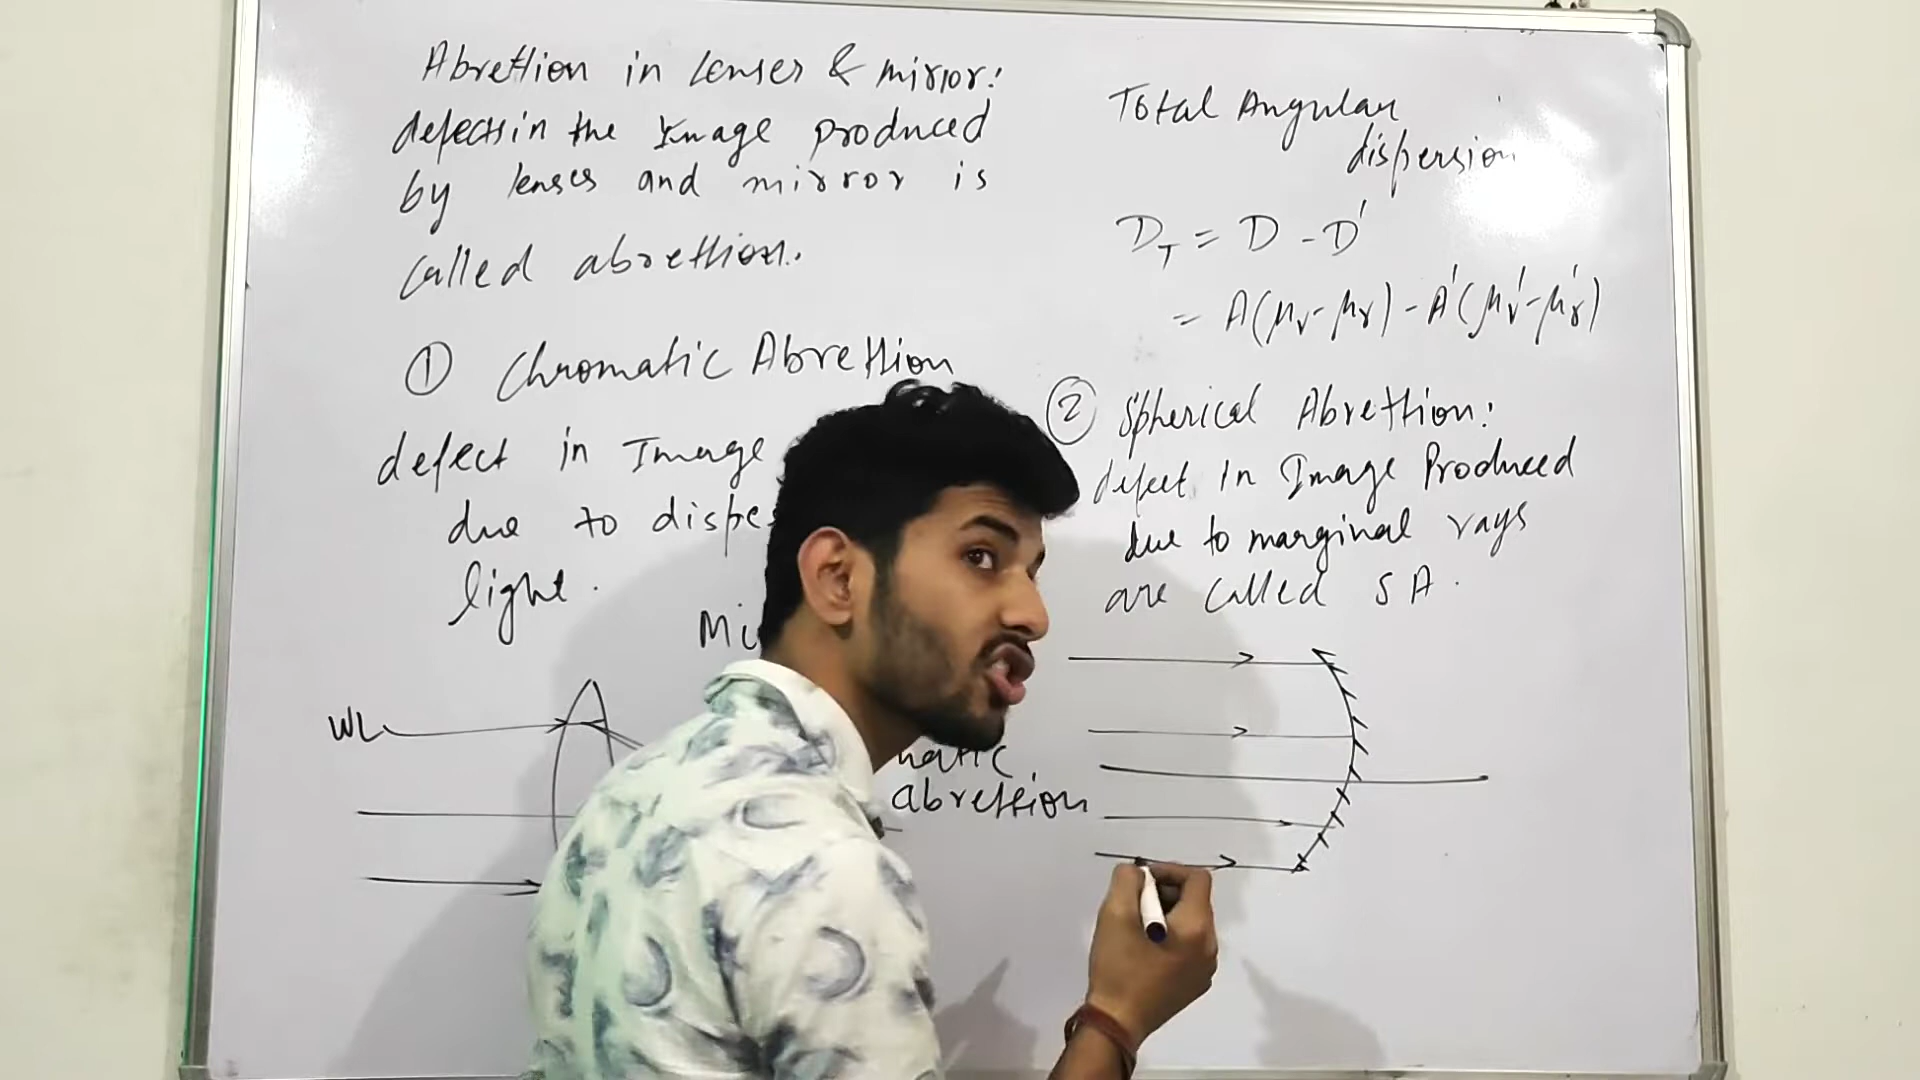 Abrettion in lenses & mirror:
defects in the Image produced
by lenses and mirror is
called abrettion.
① Chromatic Abrettion
defect in Image
due to dispe
light.
Mi
WL
matic
abrettion
Total Angular
dispersion
D_T = D - D'
= A(μv - μr) - A'(μv' - μr')
② Spherical Abrettion:
defect in Image Produced
due to marginal rays
are called S A.